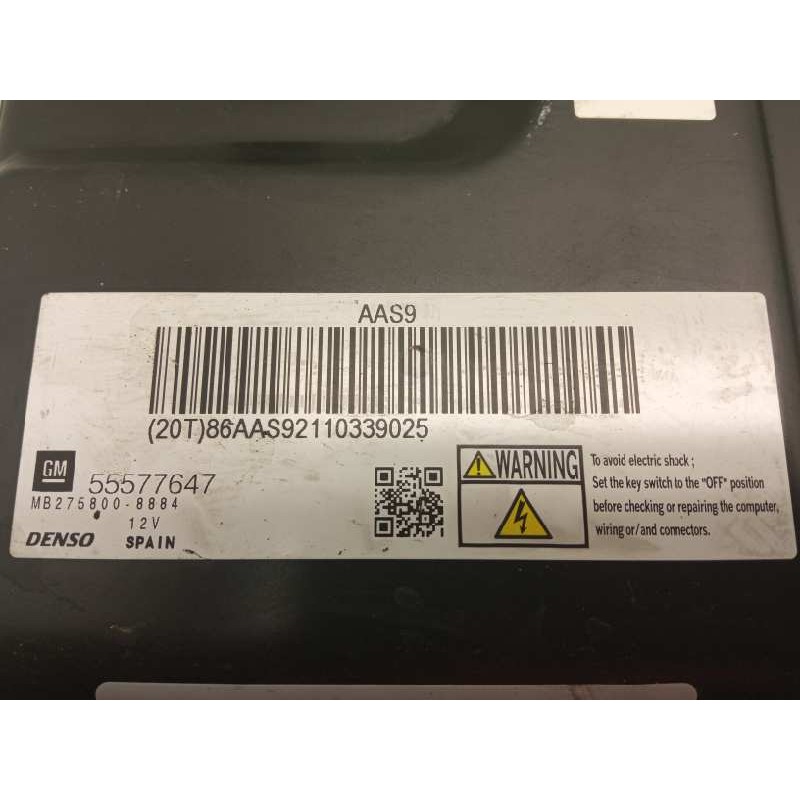 AAS9
(20T)86AAS92110339025
GM
55577647
MB275800-8884
12V
DENSO SPAIN
WARNING
To avoid electric shock ;
Set the key switch to the "OFF" position
before checking or repairing the computer,
wiring or/and connectors.